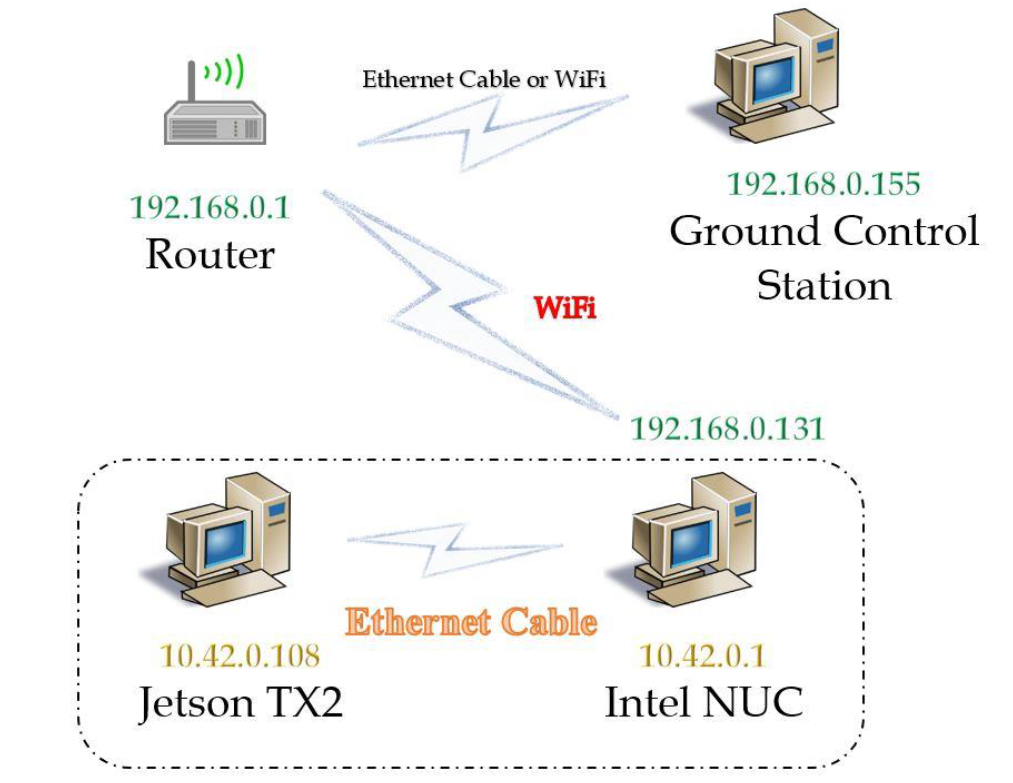 Ethernet Cable or WiFi
192.168.0.155
192.168.0.1
Ground Control
Station
Router
WiFi
192.168.0.131
Ethernet Cable
10.42.0.108
10.42.0.1
Jetson TX2
Intel NUC